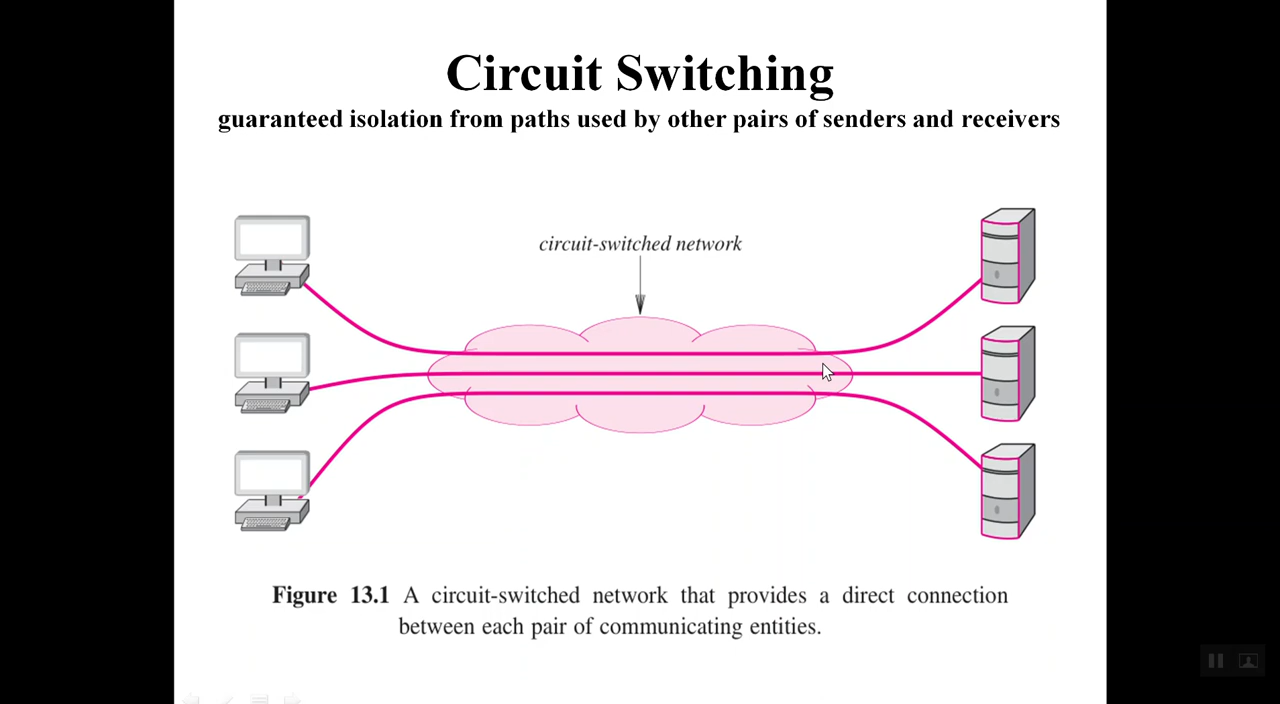 Circuit Switching
guaranteed isolation from paths used by other pairs of senders and receivers
circuit-switched network
Figure 13.1 A circuit-switched network that provides a direct connection
between each pair of communicating entities.